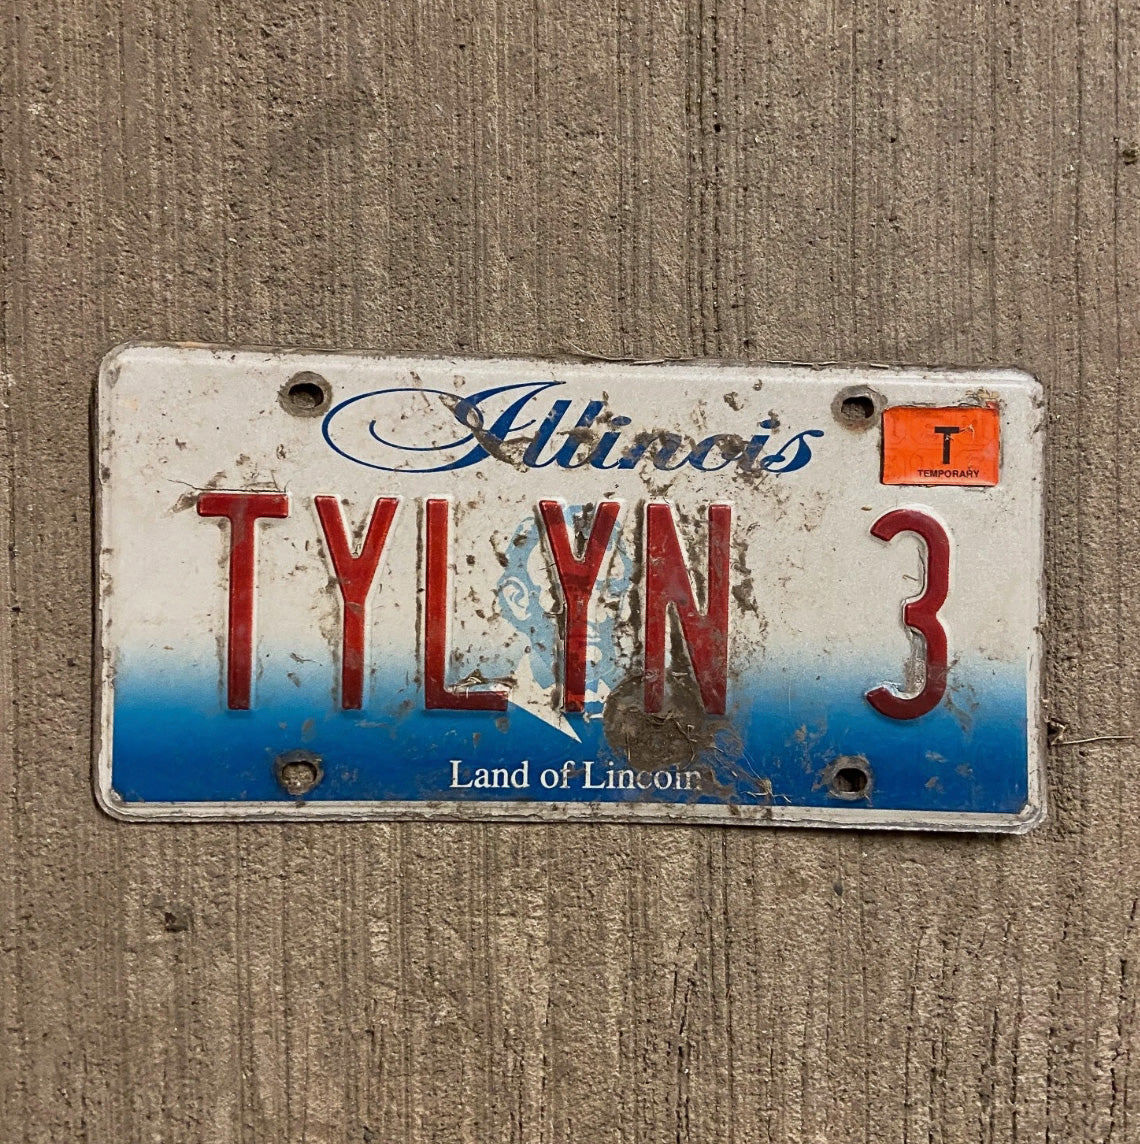 Illinois
T
TEMPORARY
TYLYN 3
Land of Lincoln